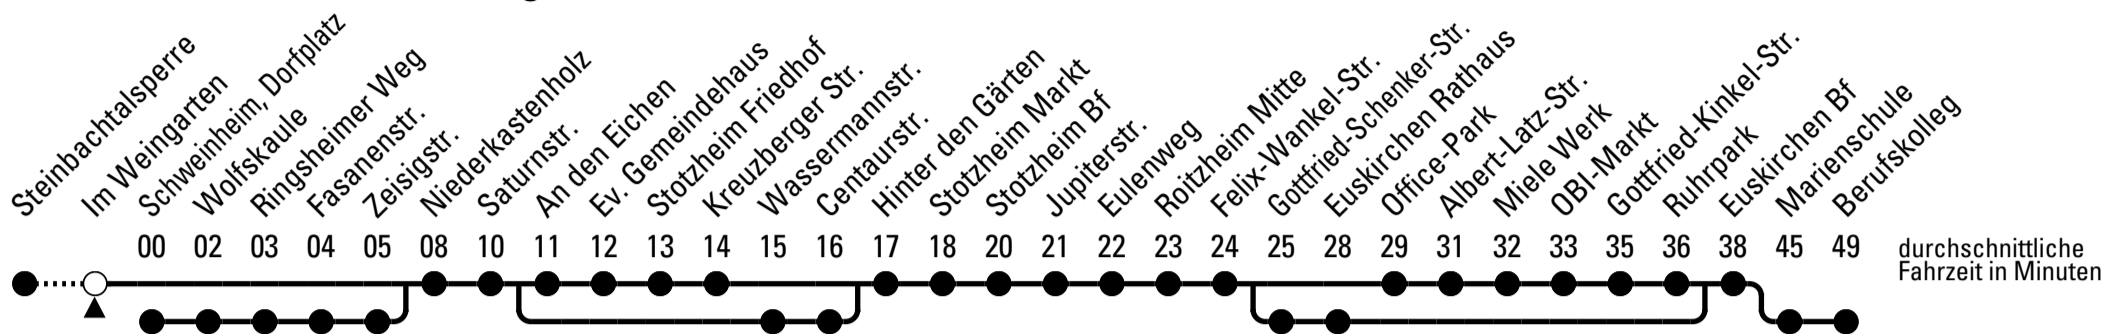 Steinbachtalsperre
Im Weingarten
Schweinheim, Dorfplatz
Wolfskaule
Ringsheimer Weg
Fasanenstr.
Zeisigstr.
Niederkastenholz
Saturnstr.
An den Eichen
Ev. Gemeindehaus
Stotzheim Friedhof
Kreuzberger Str.
Wassermannstr.
Centaurstr.
Hinter den Gärten
Stotzheim Markt
Stotzheim Bf
Jupiterstr.
Eulenweg
Roitzheim Mitte
Felix-Wankel-Str.
Gottfried-Schenker-Str.
Euskirchen Rathaus
Office-Park
Albert-Latz-Str.
Miele Werk
OBI-Markt
Gottfried-Kinkel-Str.
Ruhrpark
Euskirchen Bf
Marienschule
Berufskolleg
00 02 03 04 05 08 10 11 12 13 14 15 16 17 18 20 21 22 23 24 25 28 29 31 32 33 35 36 38 45 49
durchschnittliche
Fahrzeit in Minuten